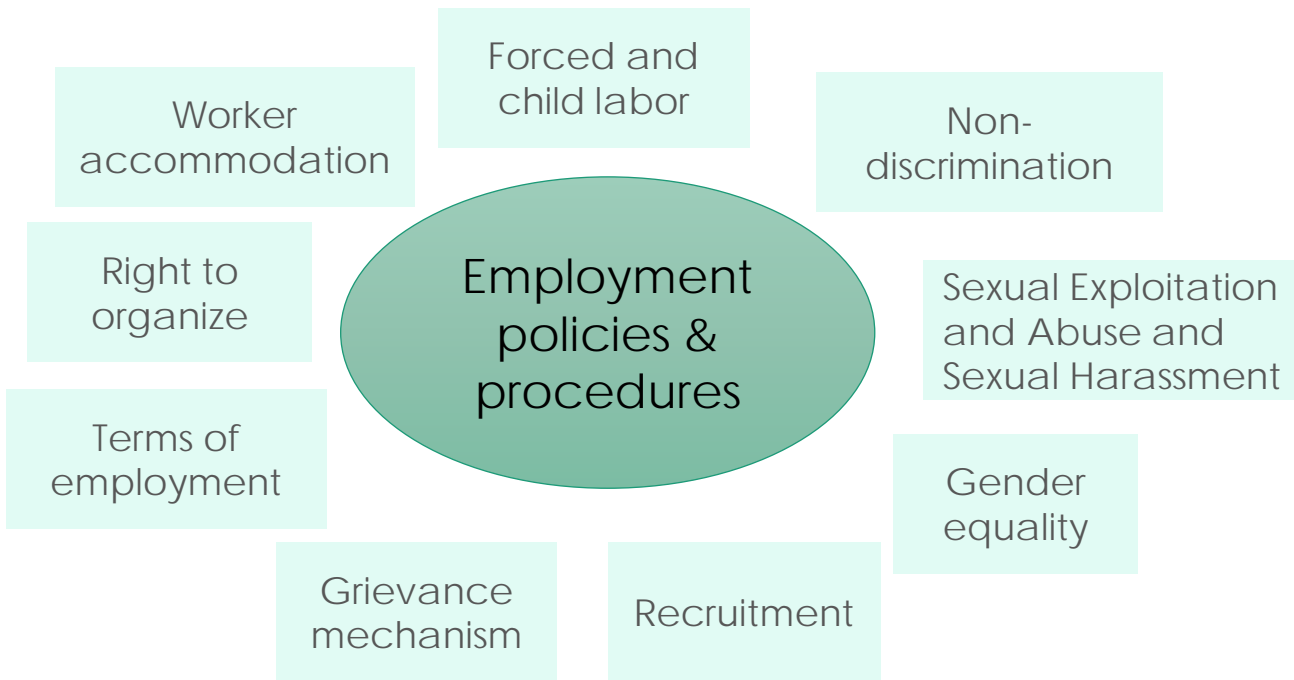 Forced and
child labor
Worker
accommodation
Non-
discrimination
Right to
organize
Employment
policies &
procedures
Sexual Exploitation
and Abuse and
Sexual Harassment
Terms of
employment
Gender
equality
Grievance
mechanism
Recruitment